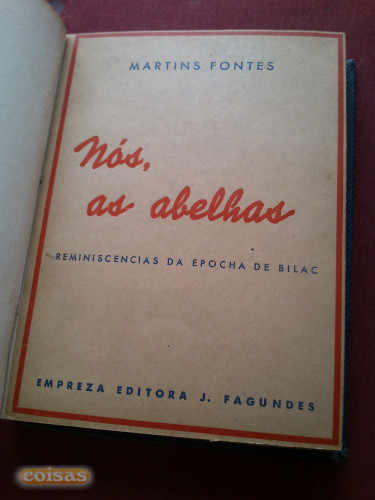 MARTINS FONTES
Nós,
as abelhas
REMINISCENCIAS DA EPOCHA DE BILAC
EMPREZA EDITORA J. FAGUNDES
coisas